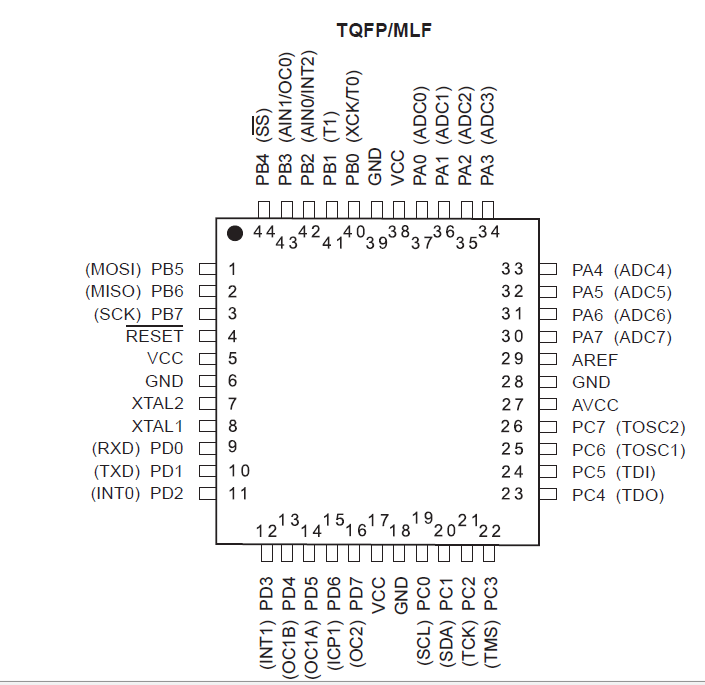 TQFP/MLF
PB4 (SS)
PB3 (AIN1/OC0)
PB2 (AIN0/INT2)
PB1 (T1)
PB0 (XCK/T0)
GND
VCC
PA0 (ADC0)
PA1 (ADC1)
PA2 (ADC2)
PA3 (ADC3)
44
43
42
41
40
39
38
37
36
35
34
(MOSI) PB5 1
(MISO) PB6 2
(SCK) PB7 3
RESET 4
VCC 5
GND 6
XTAL2 7
XTAL1 8
(RXD) PD0 9
(TXD) PD1 10
(INT0) PD2 11
33 PA4 (ADC4)
32 PA5 (ADC5)
31 PA6 (ADC6)
30 PA7 (ADC7)
29 AREF
28 GND
27 AVCC
26 PC7 (TOSC2)
25 PC6 (TOSC1)
24 PC5 (TDI)
23 PC4 (TDO)
12
13
14
15
16
17
18
19
20
21
22
(INT1) PD3
(OC1B) PD4
(OC1A) PD5
(ICP1) PD6
(OC2) PD7
VCC
GND
(SCL) PC0
(SDA) PC1
(TCK) PC2
(TMS) PC3